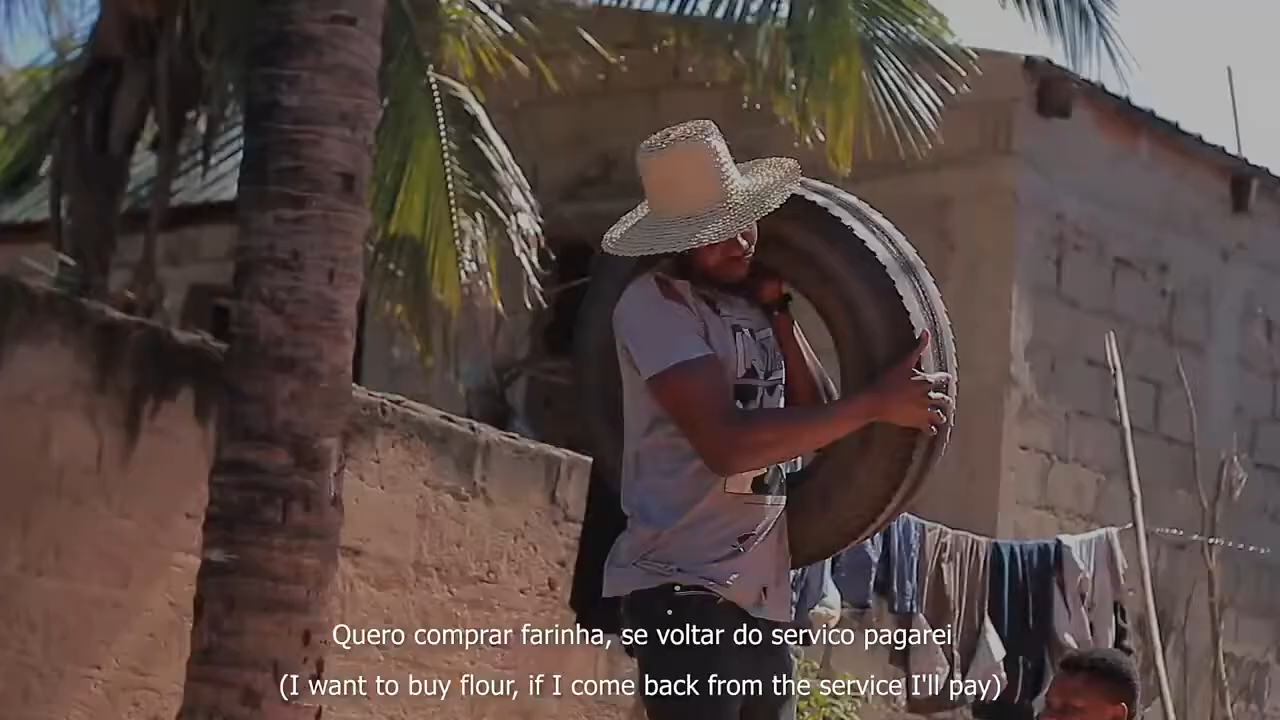 Quero comprar farinha, se voltar do servico pagarei
(I want to buy flour, if I come back from the service I'll pay)